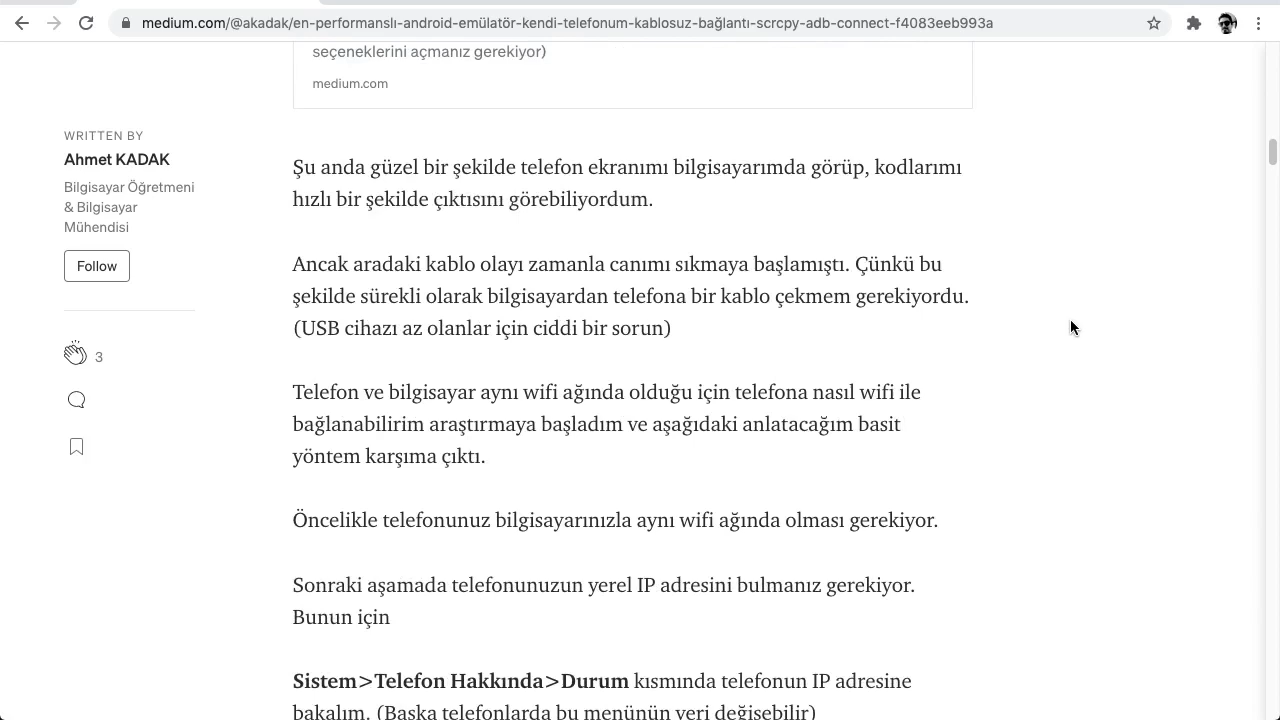 medium.com/@akadak/en-performanslı-android-emülatör-kendi-telefonum-kablosuz-bağlantı-scrcpy-adb-connect-f4083eeb993a
seçeneklerini açmanız gerekiyor)
medium.com
WRITTEN BY
Ahmet KADAK
Bilgisayar Öğretmeni
& Bilgisayar
Mühendisi
Follow
3
Şu anda güzel bir şekilde telefon ekranımı bilgisayarımda görüp, kodlarımı
hızlı bir şekilde çıktısını görebiliyordum.
Ancak aradaki kablo olayı zamanla canımı sıkmaya başlamıştı. Çünkü bu
şekilde sürekli olarak bilgisayardan telefona bir kablo çekmem gerekiyordu.
(USB cihazı az olanlar için ciddi bir sorun)
Telefon ve bilgisayar aynı wifi ağında olduğu için telefona nasıl wifi ile
bağlanabilirim araştırmaya başladım ve aşağıdaki anlatacağım basit
yöntem karşıma çıktı.
Öncelikle telefonunuz bilgisayarınızla aynı wifi ağında olması gerekiyor.
Sonraki aşamada telefonunuzun yerel IP adresini bulmanız gerekiyor.
Bunun için
Sistem>Telefon Hakkında>Durum kısmında telefonun IP adresine
bakalım. (Başka telefonlarda bu menünün yeri değişebilir)